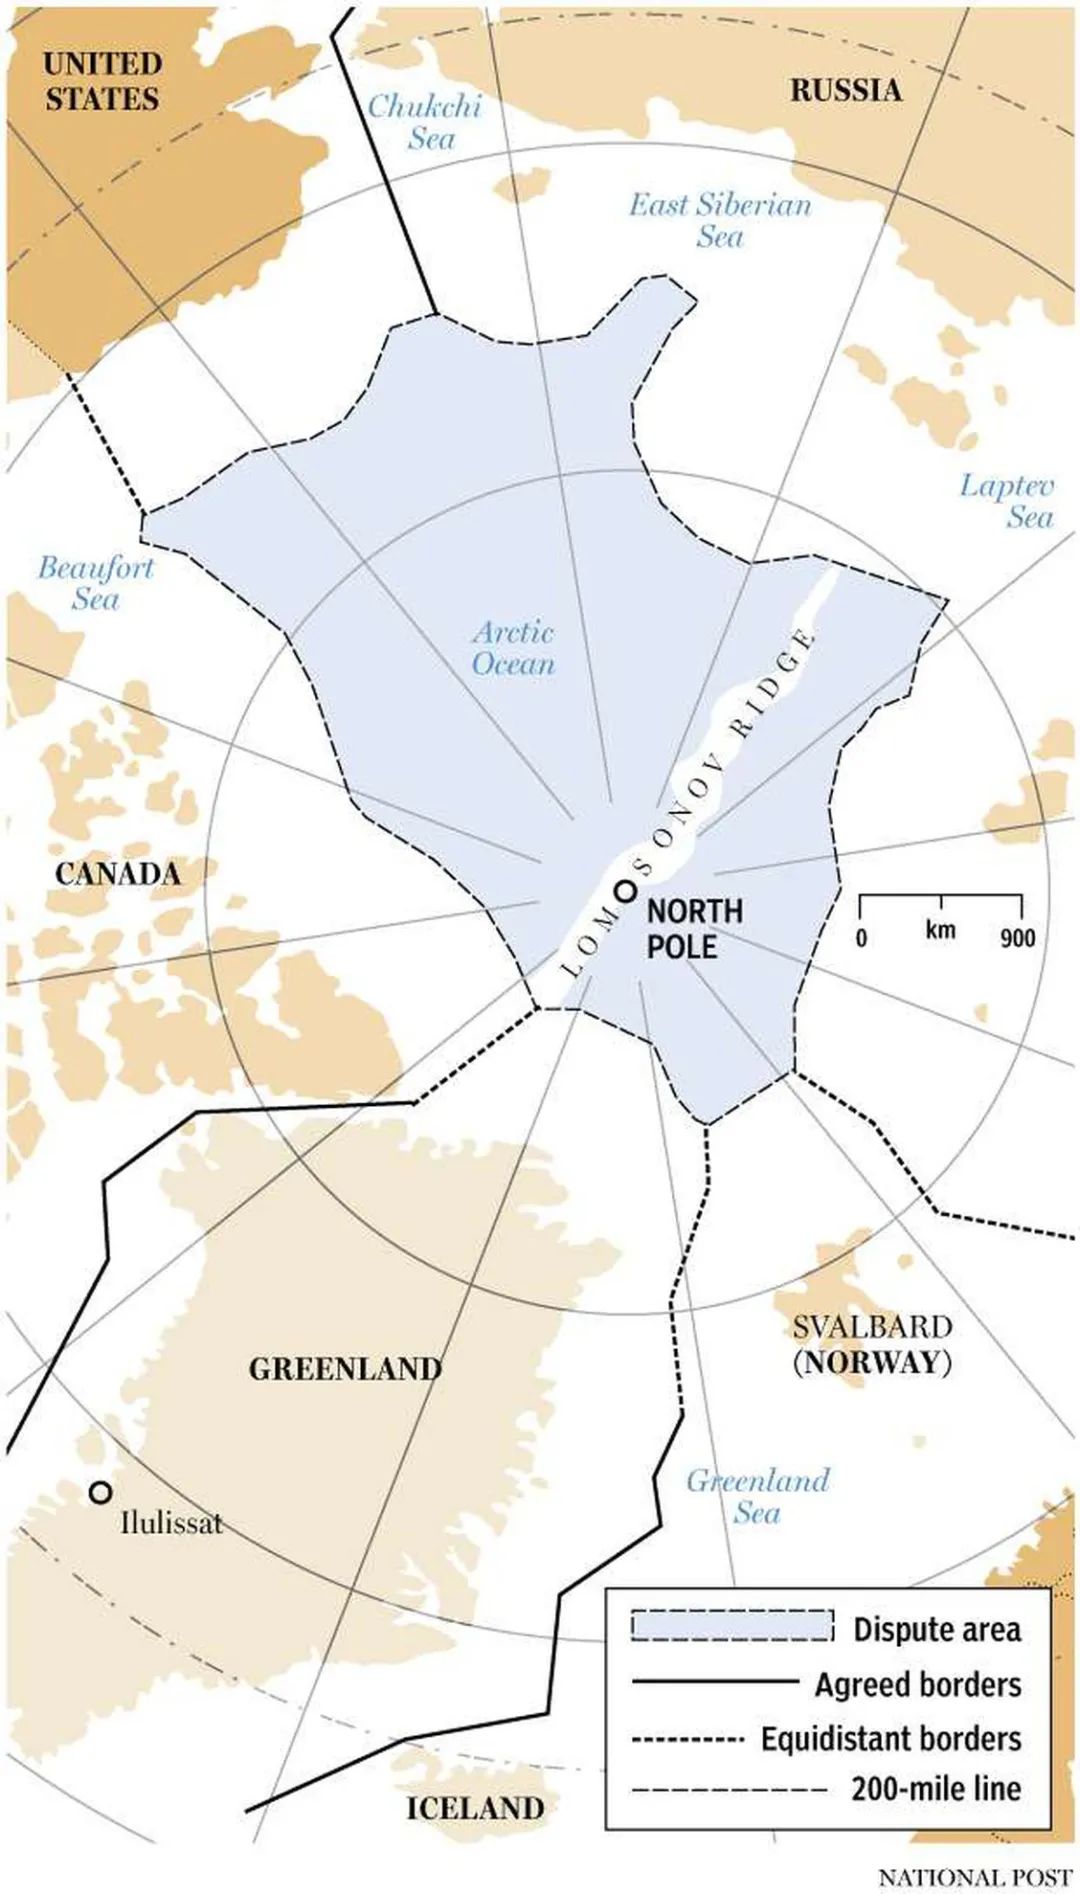 UNITED
STATES
RUSSIA
Chukchi
Sea
East Siberian
Sea
Laptev
Sea
Beaufort
Sea
Arctic
Ocean
LOMOSONOV RIDGE
CANADA
NORTH
POLE
0 km 900
SVALBARD
(NORWAY)
GREENLAND
Greenland
Sea
Ilulissat
Dispute area
Agreed borders
Equidistant borders
200-mile line
ICELAND
NATIONAL POST